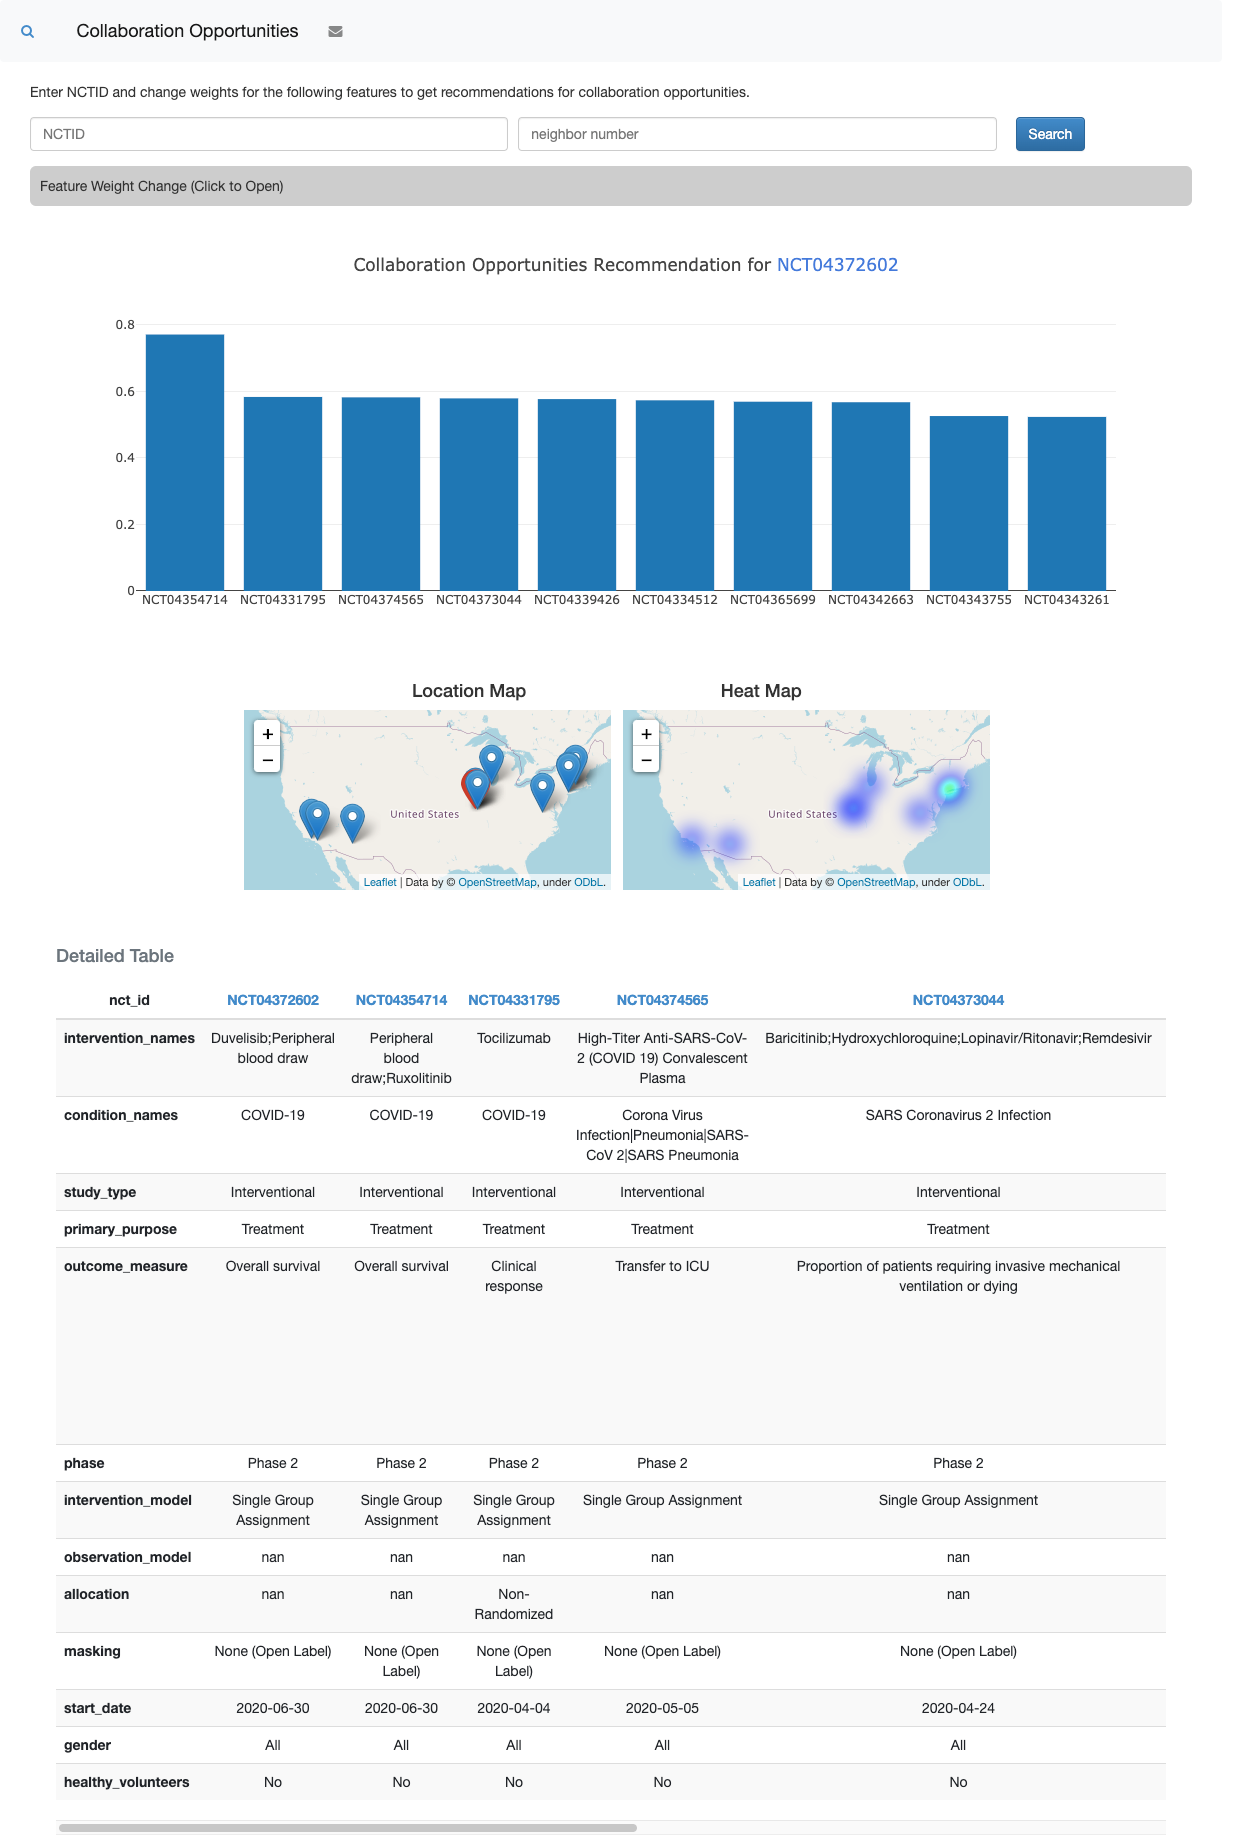 Collaboration Opportunities
Enter NCTID and change weights for the following features to get recommendations for collaboration opportunities.
NCTID neighbor number Search
Feature Weight Change (Click to Open)
Collaboration Opportunities Recommendation for NCT04372602
0.8
0.6
0.4
0.2
0
NCT04354714 NCT04331795 NCT04374565 NCT04373044 NCT04339426 NCT04334512 NCT04365699 NCT04342663 NCT04343755 NCT04343261
Location Map Heat Map
+ +
− −
United States United States
Leaflet | Data by © OpenStreetMap, under ODbL. Leaflet | Data by © OpenStreetMap, under ODbL.
Detailed Table
nct_id NCT04372602 NCT04354714 NCT04331795 NCT04374565 NCT04373044
intervention_names Duvelisib;Peripheral Peripheral Tocilizumab High-Titer Anti-SARS-CoV- Baricitinib;Hydroxychloroquine;Lopinavir/Ritonavir;Remdesivir
blood draw blood 2 (COVID 19) Convalescent
draw;Ruxolitinib Plasma
condition_names COVID-19 COVID-19 COVID-19 Corona Virus SARS Coronavirus 2 Infection
Infection|Pneumonia|SARS-
CoV 2|SARS Pneumonia
study_type Interventional Interventional Interventional Interventional Interventional
primary_purpose Treatment Treatment Treatment Treatment Treatment
outcome_measure Overall survival Overall survival Clinical Transfer to ICU Proportion of patients requiring invasive mechanical
response ventilation or dying
phase Phase 2 Phase 2 Phase 2 Phase 2 Phase 2
intervention_model Single Group Single Group Single Group Single Group Assignment Single Group Assignment
Assignment Assignment Assignment
observation_model nan nan nan nan nan
allocation nan nan Non- nan nan
Randomized
masking None (Open Label) None (Open None (Open None (Open Label) None (Open Label)
Label) Label)
start_date 2020-06-30 2020-06-30 2020-04-04 2020-05-05 2020-04-24
gender All All All All All
healthy_volunteers No No No No No